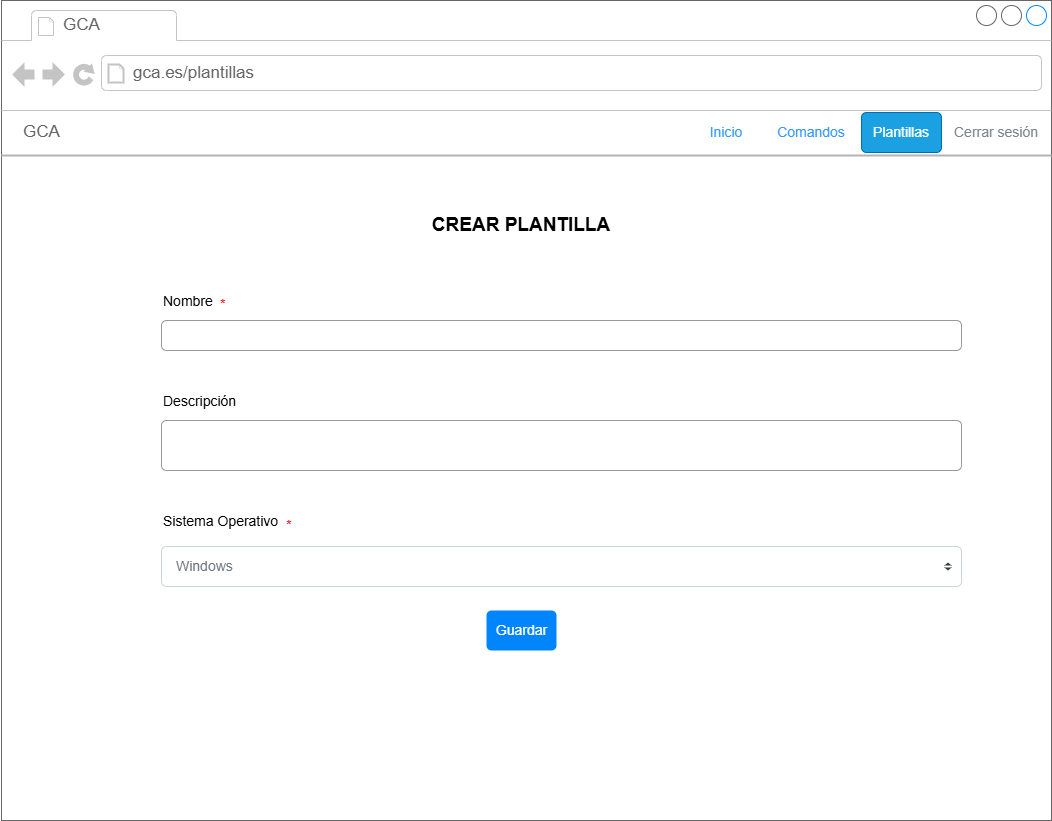 GCA
gca.es/plantillas
GCA Inicio Comandos Plantillas Cerrar sesión
CREAR PLANTILLA
Nombre *
Descripción
Sistema Operativo *
Windows
Guardar